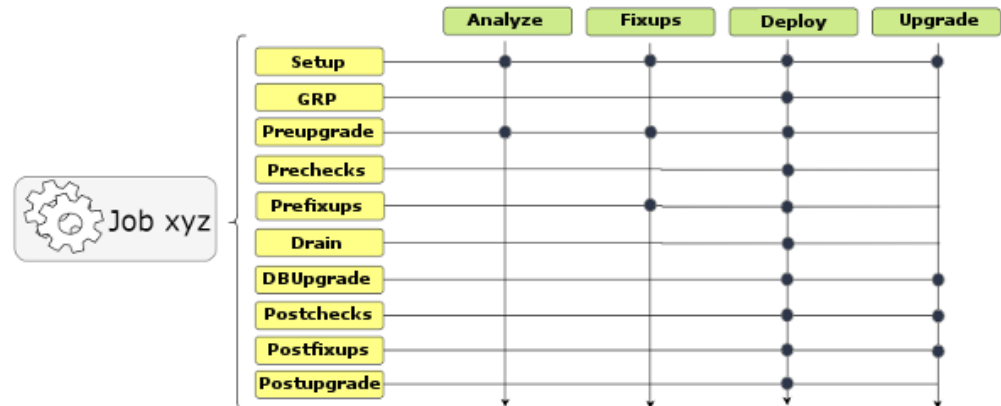 Analyze
Fixups
Deploy
Upgrade
Setup
GRP
Preupgrade
Prechecks
Prefixups
Job xyz
Drain
DBUpgrade
Postchecks
Postfixups
Postupgrade